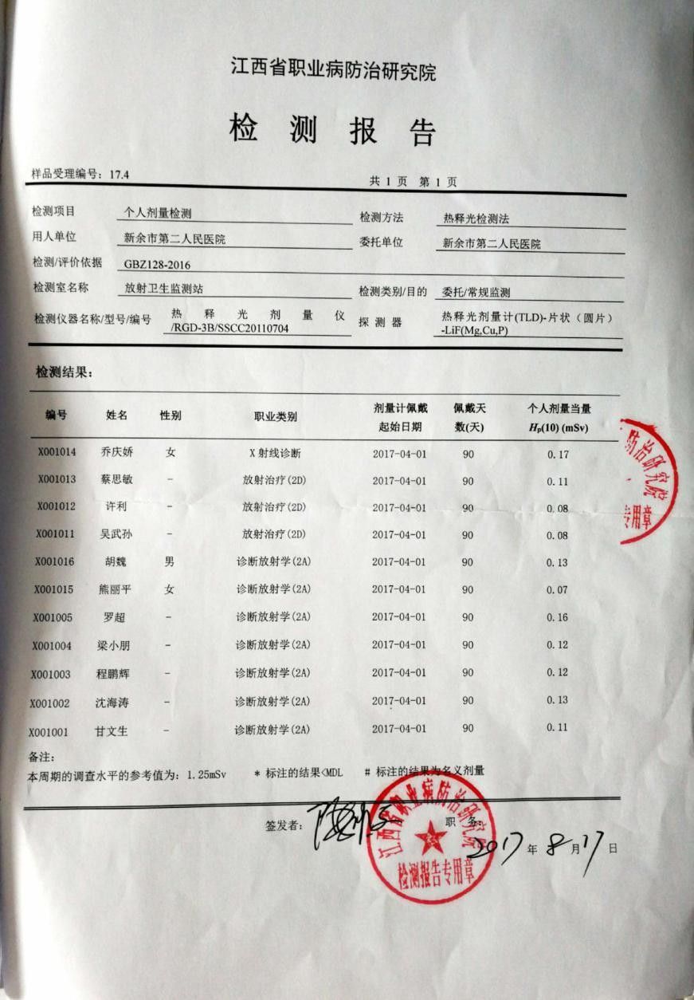 江西省职业病防治研究院
检 测 报 告
样品受理编号：17.4 共 1 页 第 1 页
检测项目 个人剂量检测 检测方法 热释光检测法
用人单位 新余市第二人民医院 委托单位 新余市第二人民医院
检测/评价依据 GBZ128-2016
检测室名称 放射卫生监测站 检测类别/目的 委托/常规监测
检测仪器名称/型号/编号 热 释 光 剂 量 仪 探 测 器 热释光剂量计(TLD)-片状（圆片）
/RGD-3B/SSCC20110704 -LiF(Mg,Cu,P)
检测结果：
编号 姓名 性别 职业类别 剂量计佩戴 佩戴天 个人剂量当量
起始日期 数(天) Hp(10) (mSv)
X001014 乔庆娇 女 X 射线诊断 2017-04-01 90 0.17
X001013 蔡思敏 - 放射治疗(2D) 2017-04-01 90 0.11
X001012 许利 - 放射治疗(2D) 2017-04-01 90 0.08
X001011 吴武孙 - 放射治疗(2D) 2017-04-01 90 0.08
X001016 胡魏 男 诊断放射学(2A) 2017-04-01 90 0.13
X001015 熊丽平 女 诊断放射学(2A) 2017-04-01 90 0.07
X001005 罗超 - 诊断放射学(2A) 2017-04-01 90 0.16
X001004 梁小朋 - 诊断放射学(2A) 2017-04-01 90 0.12
X001003 程鹏辉 - 诊断放射学(2A) 2017-04-01 90 0.12
X001002 沈海涛 - 诊断放射学(2A) 2017-04-01 90 0.13
X001001 甘文生 - 诊断放射学(2A) 2017-04-01 90 0.11
防治研究院
专用章
备注：
本周期的调查水平的参考值为：1.25mSv * 标注的结果<MDL # 标注的结果为名义剂量
签发者： 职 务：
2017 年 8 月 17 日
江西省职业病防治研究院
检测报告专用章